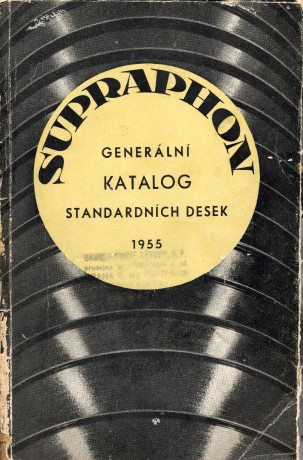 SUPRAPHON
GENERÁLNÍ
KATALOG
STANDARDNÍCH DESEK
1955